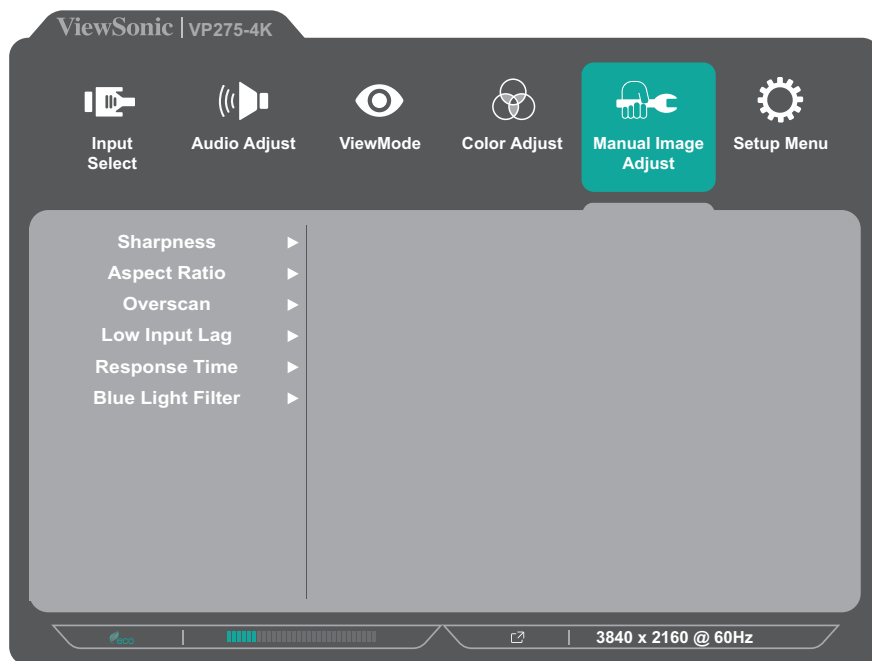 ViewSonic | VP275-4K
Input
Select
Audio Adjust
ViewMode
Color Adjust
Manual Image
Adjust
Setup Menu
Sharpness
Aspect Ratio
Overscan
Low Input Lag
Response Time
Blue Light Filter
eco
3840 x 2160 @ 60Hz